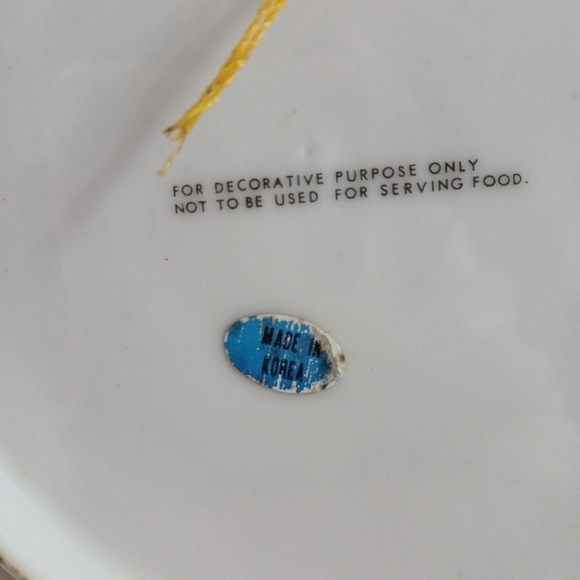 FOR DECORATIVE PURPOSE ONLY
NOT TO BE USED FOR SERVING FOOD.
MADE IN
KOREA